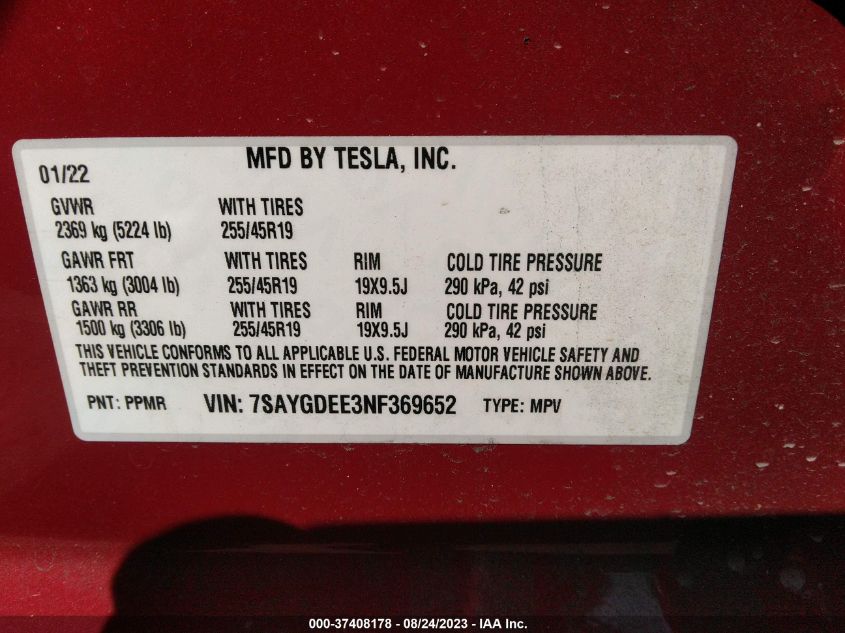 01/22 MFD BY TESLA, INC.
GVWR WITH TIRES
2369 kg (5224 lb) 255/45R19
GAWR FRT WITH TIRES RIM COLD TIRE PRESSURE
1363 kg (3004 lb) 255/45R19 19X9.5J 290 kPa, 42 psi
GAWR RR WITH TIRES RIM COLD TIRE PRESSURE
1500 kg (3306 lb) 255/45R19 19X9.5J 290 kPa, 42 psi
THIS VEHICLE CONFORMS TO ALL APPLICABLE U.S. FEDERAL MOTOR VEHICLE SAFETY AND
THEFT PREVENTION STANDARDS IN EFFECT ON THE DATE OF MANUFACTURE SHOWN ABOVE.
PNT: PPMR VIN: 7SAYGDEE3NF369652 TYPE: MPV
000-37408178 - 08/24/2023 - IAA Inc.